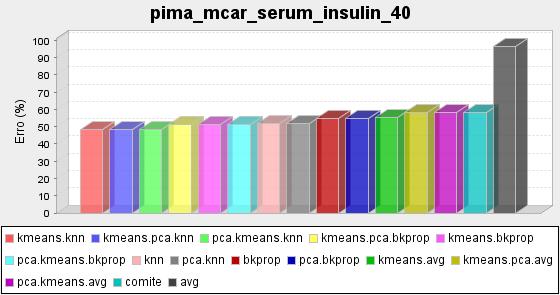 pima_mcar_serum_insulin_40
100
90
80
70
60
50
40
30
20
10
0
Erro (%)
kmeans.knn kmeans.pca.knn pca.kmeans.knn kmeans.pca.bkprop kmeans.bkprop
pca.kmeans.bkprop knn pca.knn bkprop pca.bkprop kmeans.avg kmeans.pca.avg
pca.kmeans.avg comite avg